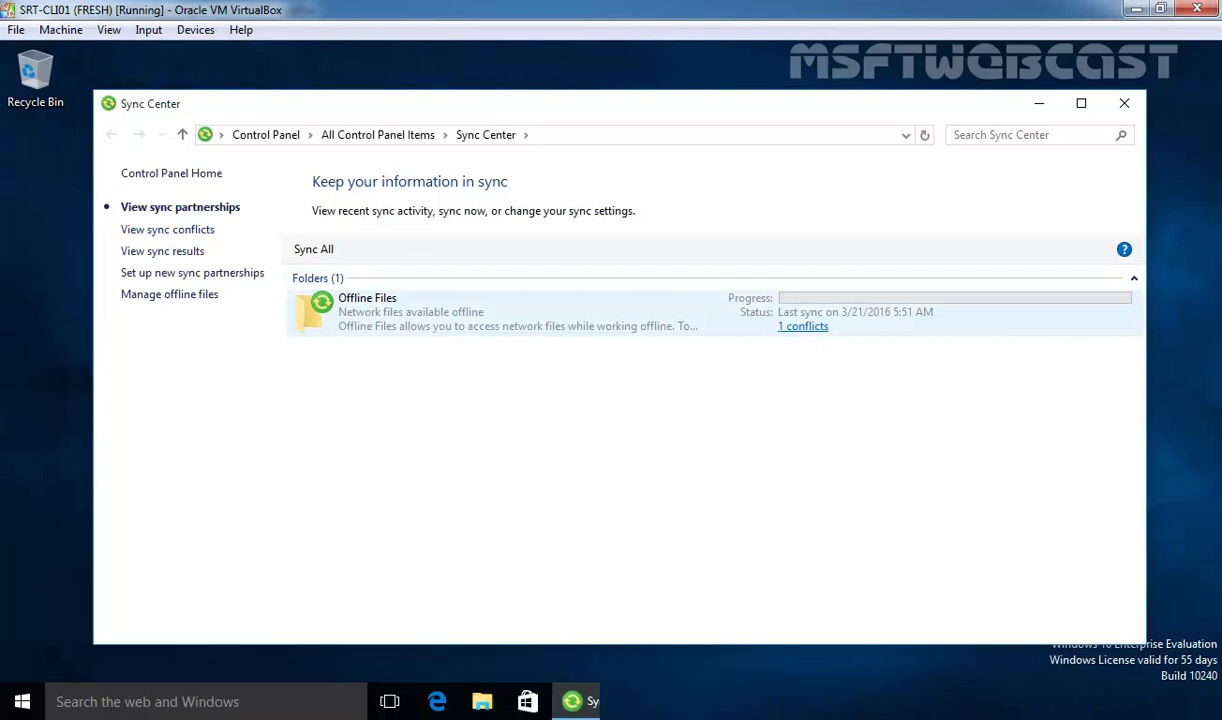 SRT-CLI01 (FRESH) [Running] - Oracle VM VirtualBox
File Machine View Input Devices Help
MSFTWEBCAST
Recycle Bin
Sync Center
Control Panel All Control Panel Items Sync Center
Search Sync Center
Control Panel Home
View sync partnerships
View sync conflicts
View sync results
Set up new sync partnerships
Manage offline files
Keep your information in sync
View recent sync activity, sync now, or change your sync settings.
Sync All
Folders (1)
Offline Files
Network files available offline
Offline Files allows you to access network files while working offline. To...
Progress:
Status: Last sync on 3/21/2016 5:51 AM
1 conflicts
Windows 10 Enterprise Evaluation
Windows License valid for 55 days
Build 10240
Search the web and Windows
Sy